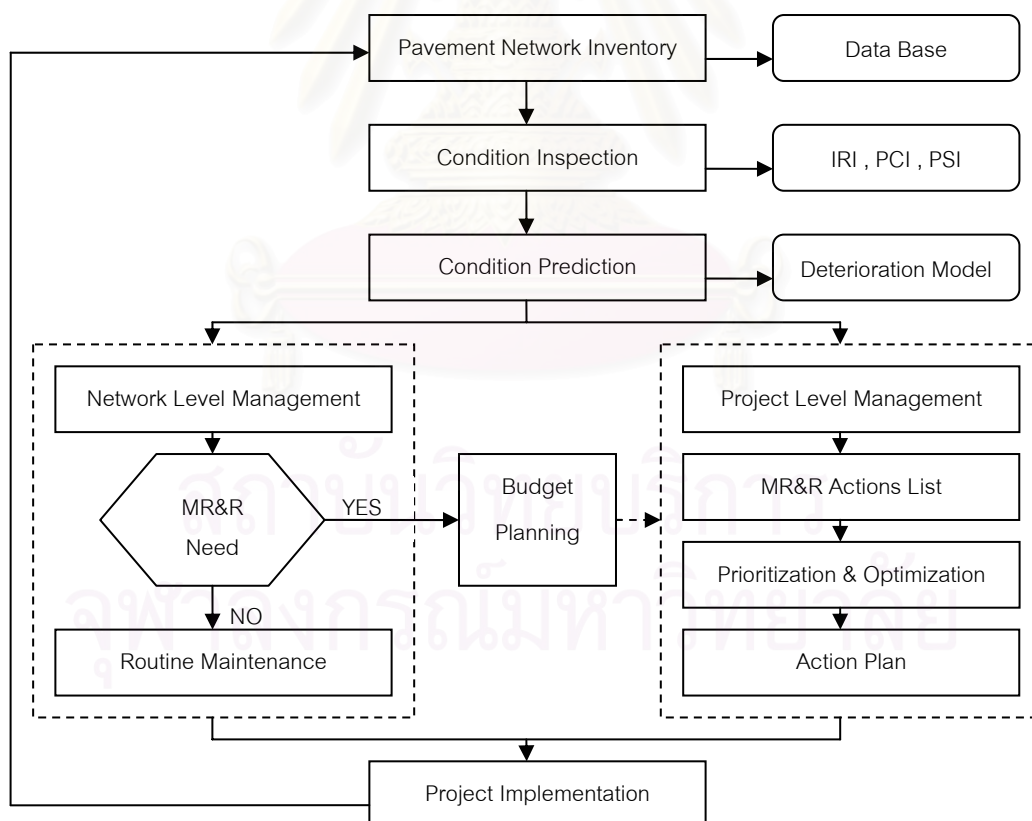 Pavement Network Inventory
Data Base
Condition Inspection
IRI , PCI , PSI
Condition Prediction
Deterioration Model
Network Level Management
Project Level Management
MR&R
Need
YES
Budget
Planning
MR&R Actions List
Prioritization & Optimization
NO
Routine Maintenance
Action Plan
Project Implementation
สถาบันวิทยบริการ
จุฬาลงกรณ์มหาวิทยาลัย